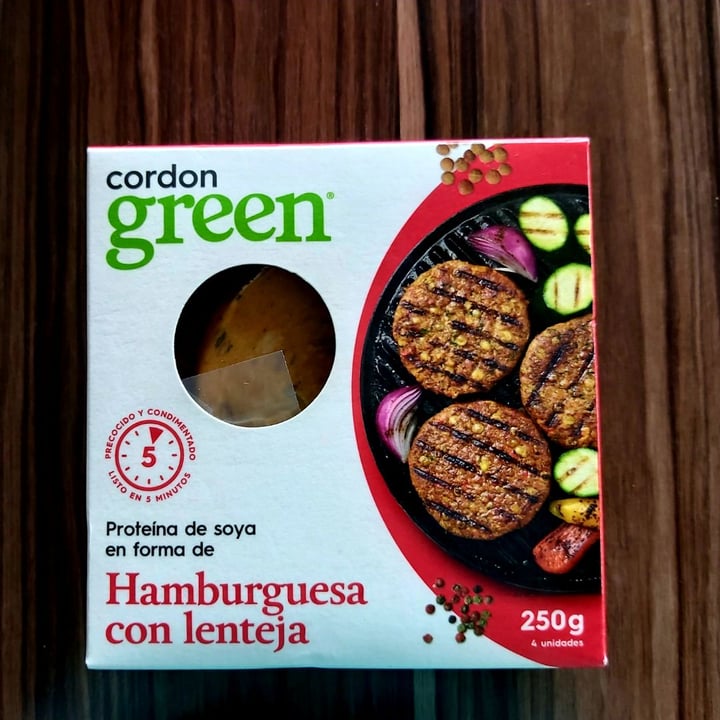 cordon
green®
PRECOCIDO Y CONDIMENTADO
5
LISTO EN 5 MINUTOS
Proteína de soya
en forma de
Hamburguesa
con lenteja
250g
4 unidades